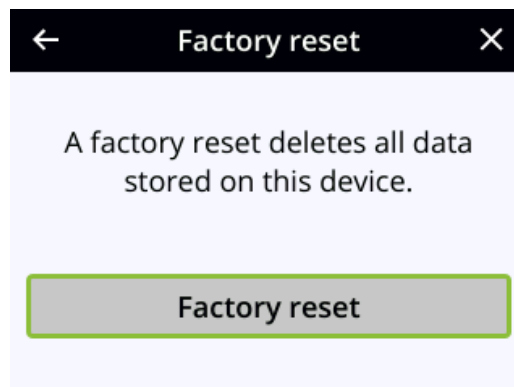 Factory reset
A factory reset deletes all data
stored on this device.
Factory reset